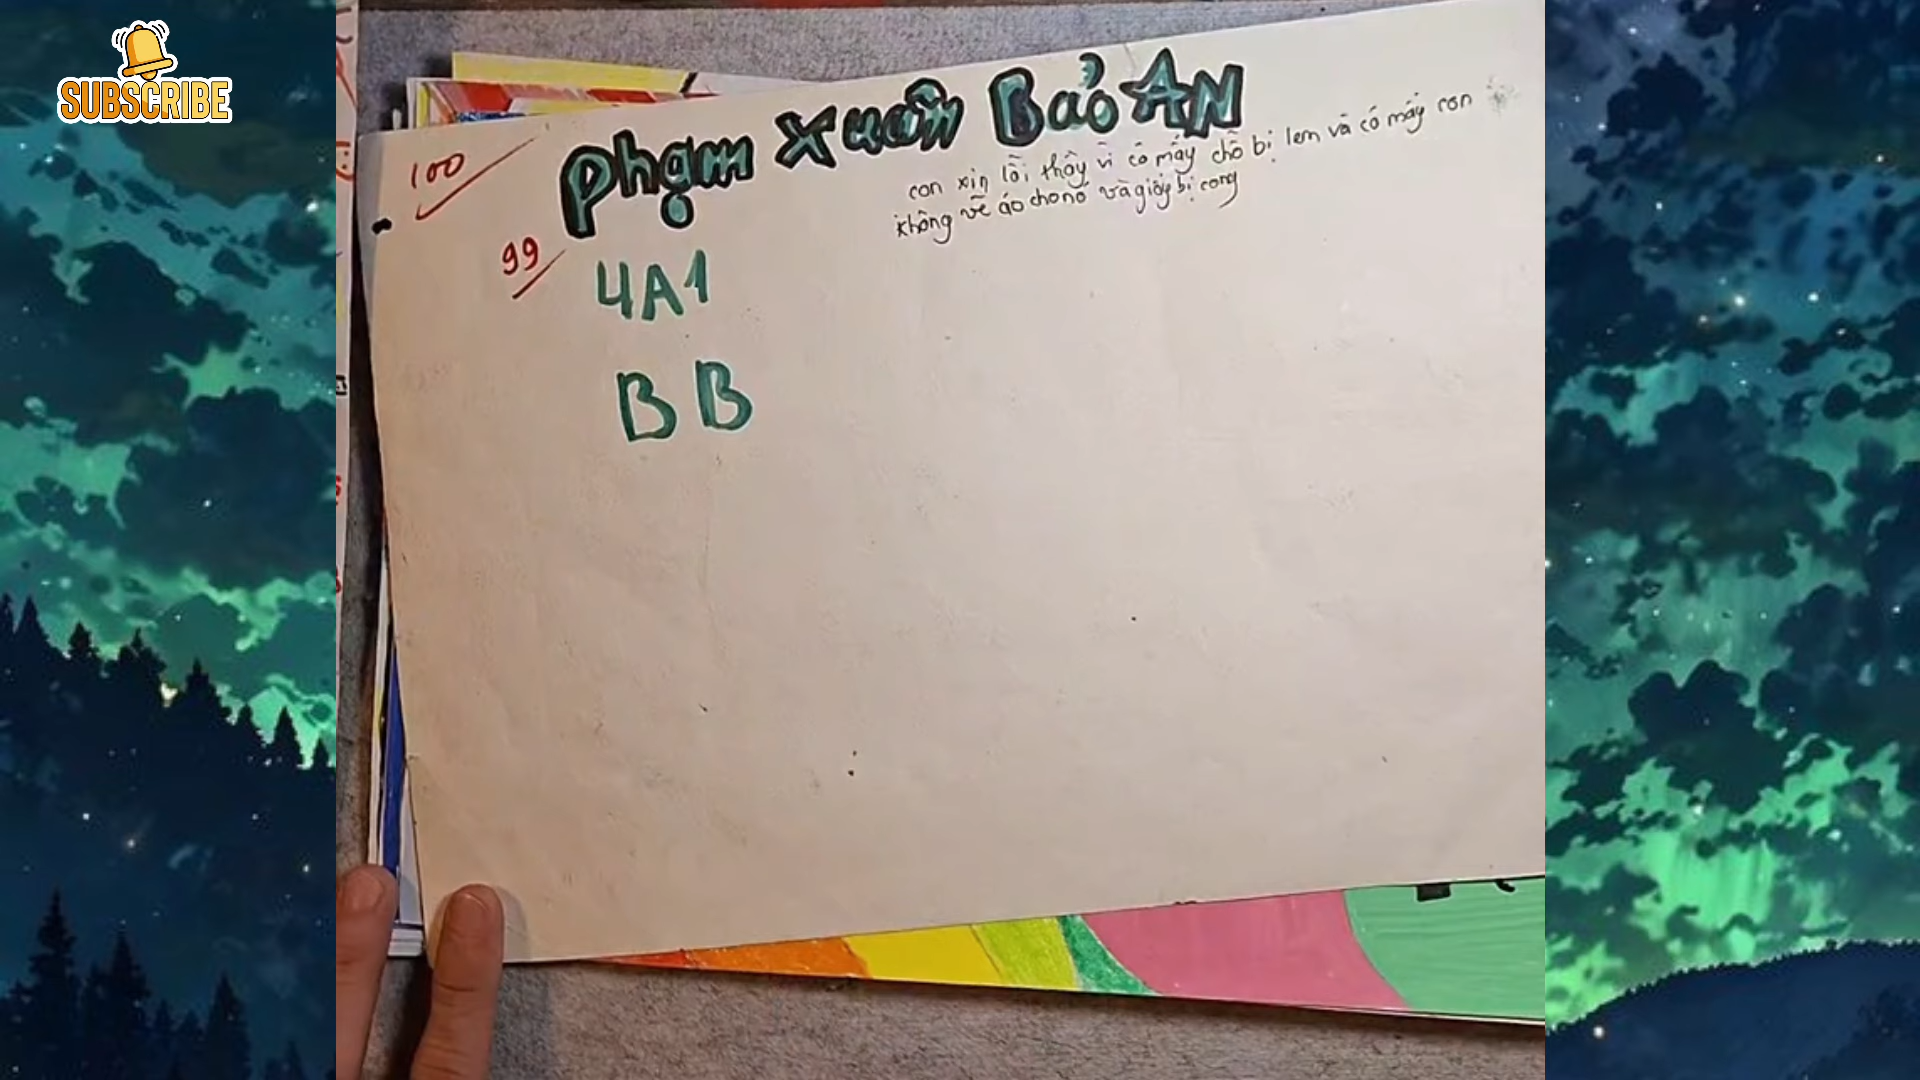 SUBSCRIBE
100
Phạm Xuân Bảo AN
con xin lỗi thầy vì có mấy chỗ bị lem và có mấy con
không vẽ áo cho nó và giấy bị cong
99
4A1
BB